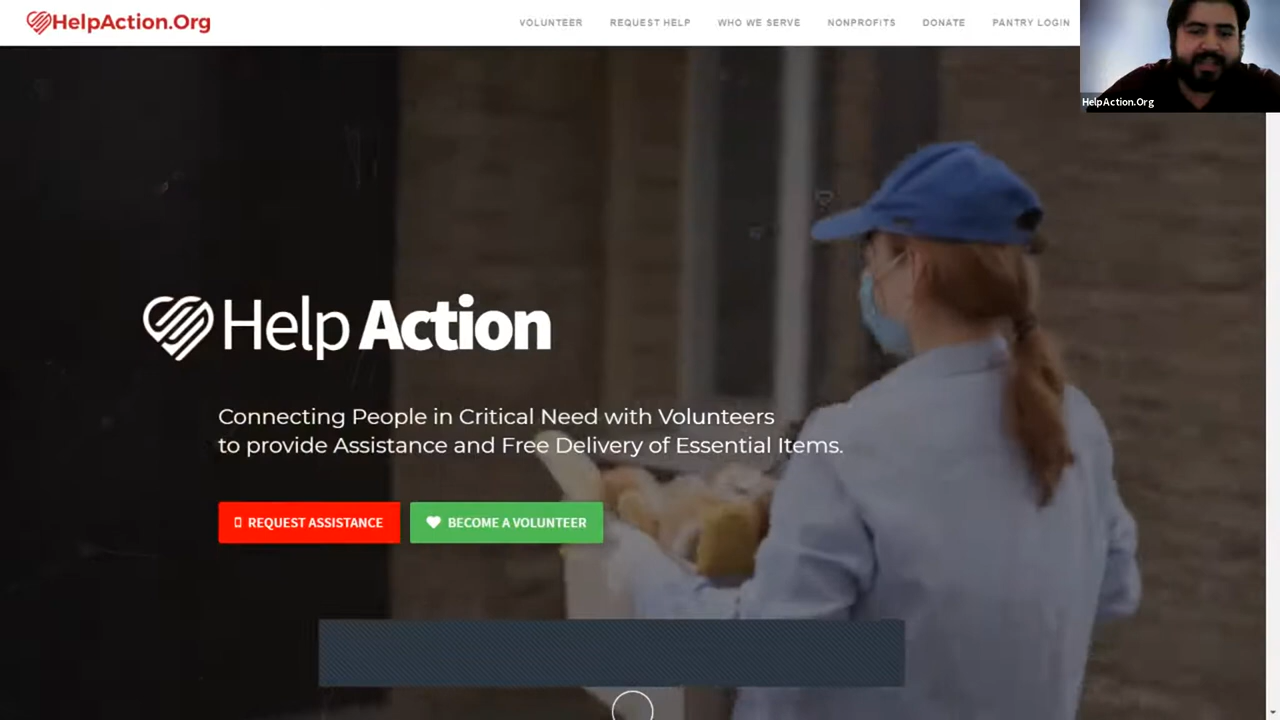 HelpAction.Org
VOLUNTEER REQUEST HELP WHO WE SERVE NONPROFITS DONATE PANTRY LOGIN
HelpAction.Org
Help Action
Connecting People in Critical Need with Volunteers
to provide Assistance and Free Delivery of Essential Items.
REQUEST ASSISTANCE BECOME A VOLUNTEER